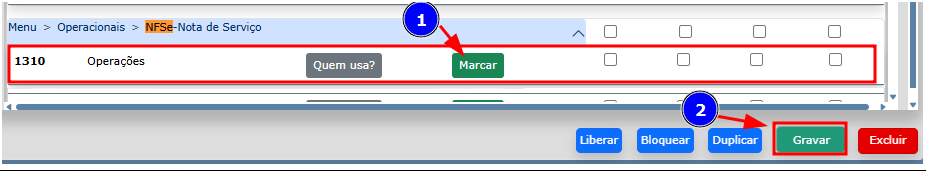 1
Menu > Operacionais > NFSe-Nota de Serviço
1310 Operações Quem usa? Marcar
2
Liberar Bloquear Duplicar Gravar Excluir